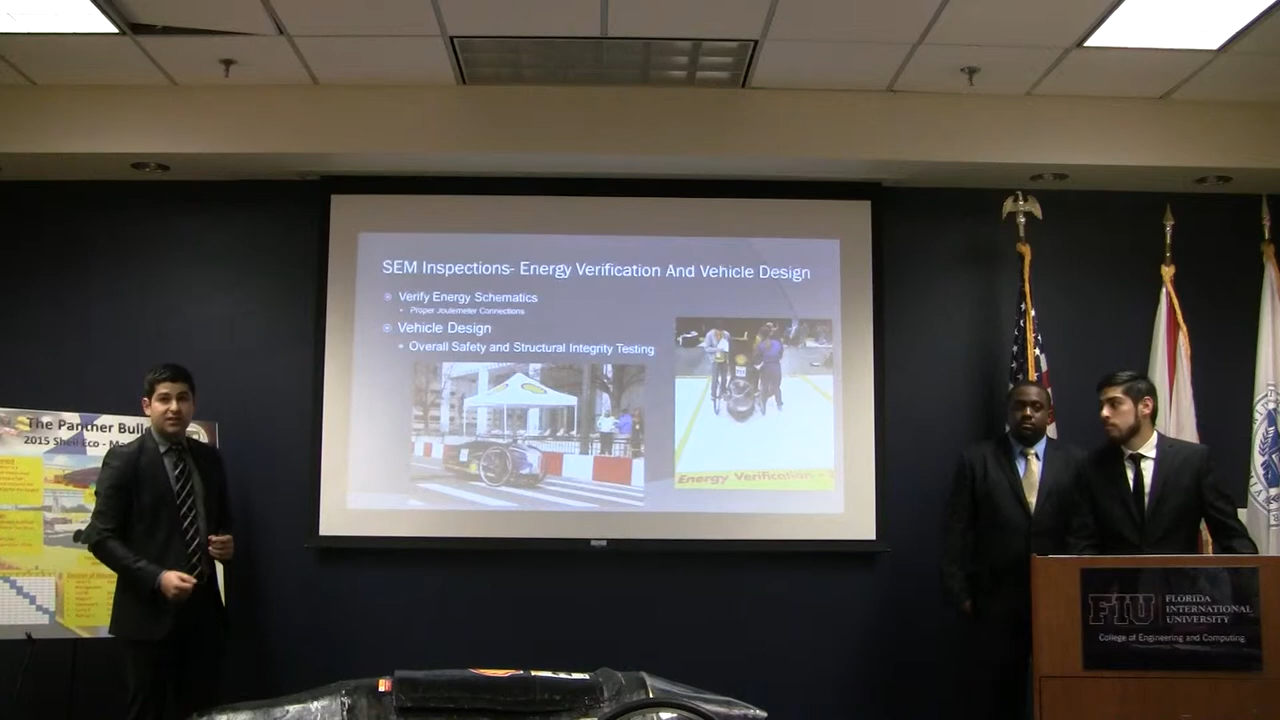 SEM Inspections- Energy Verification And Vehicle Design
Verify Energy Schematics
Proper Joulemeter Connections
Vehicle Design
Overall Safety and Structural Integrity Testing
Energy Verification
The Panther Bull
2015 Shell Eco - Ma
FIU
FLORIDA
INTERNATIONAL
UNIVERSITY
College of Engineering and Computing